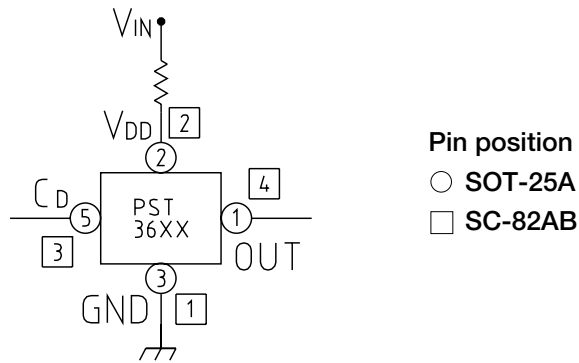 VIN
VDD 2
2
4
CD
5
PST
36XX
1
3
OUT
3
GND 1
Pin position
SOT-25A
SC-82AB